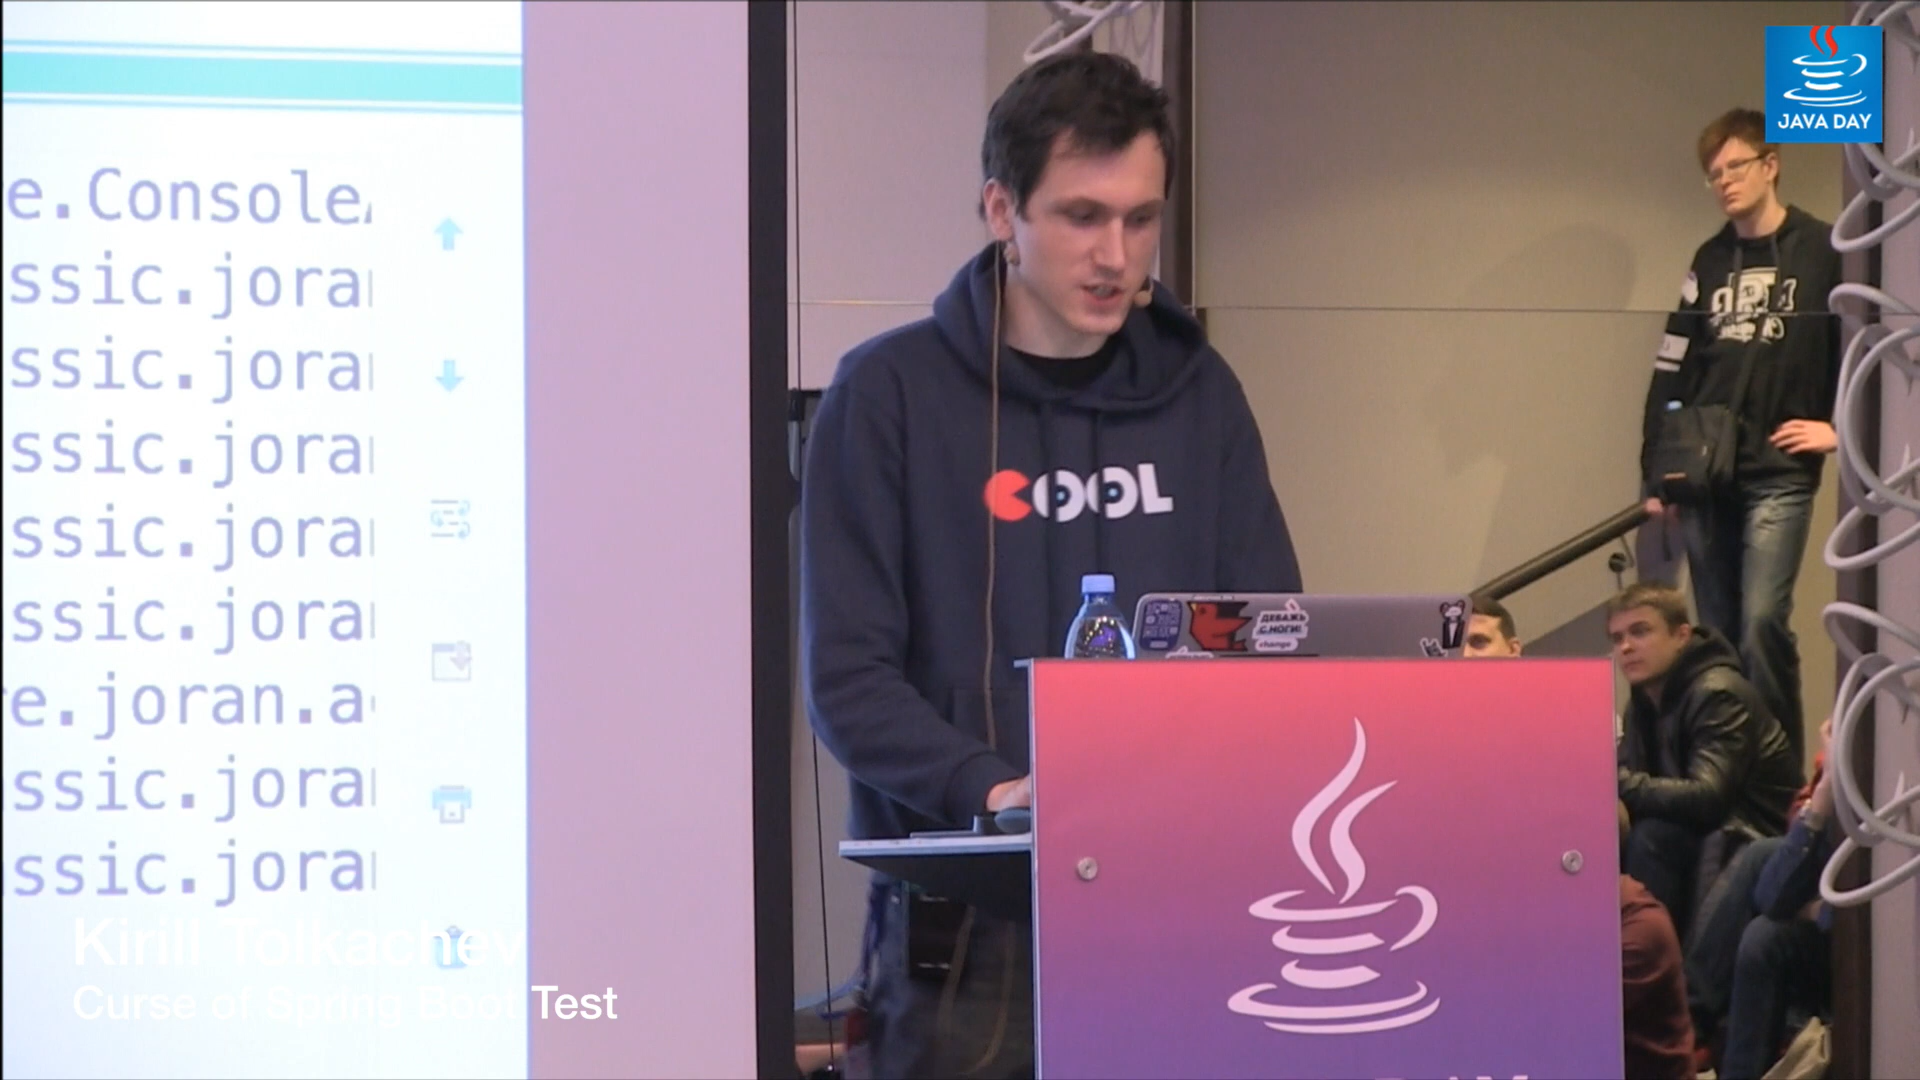 e.Console
ssic.jora
ssic.jora
ssic.jora
ssic.jora
ssic.jora
e.joran.a
ssic.jora
ssic.jora
Kirill Tolkachev
Curse of Spring Boot Test
JAVA DAY
COOL
ДЕБАЖЬ
С НОГИ!
change